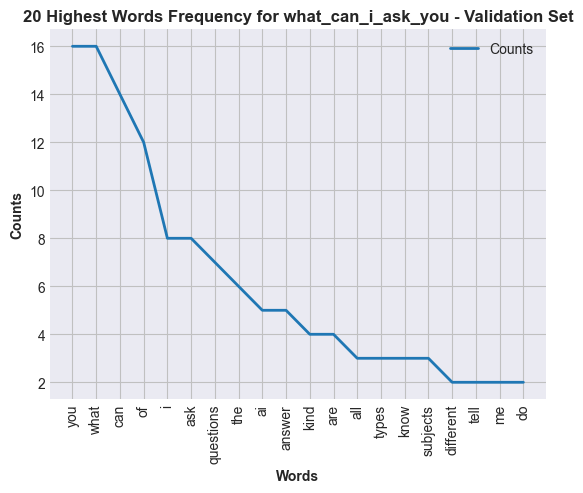 20 Highest Words Frequency for what_can_i_ask_you - Validation Set
Counts
16
14
12
10
8
6
4
2
Counts
you
what
can
of
i
ask
questions
the
ai
answer
kind
are
all
types
know
subjects
different
tell
me
do
Words